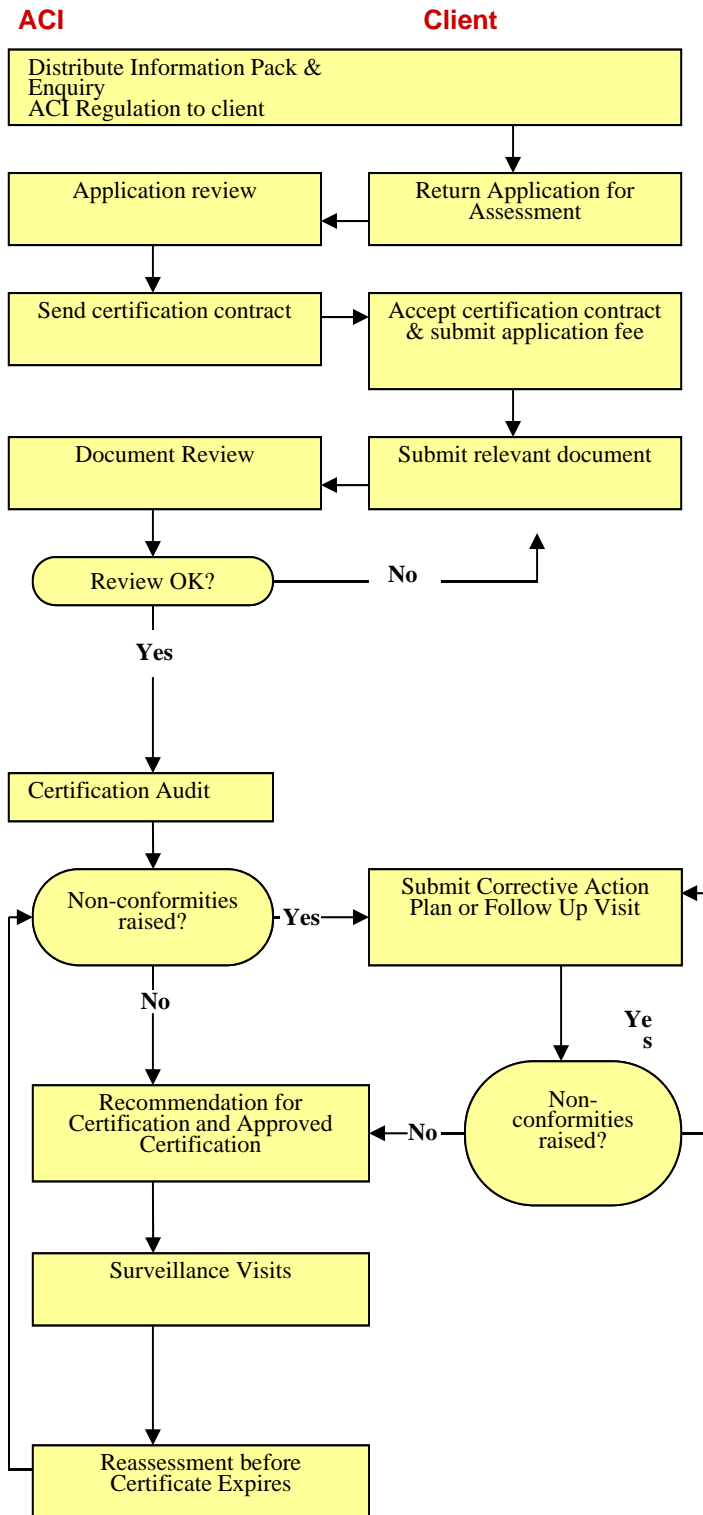 ACI
Client
Distribute Information Pack &
Enquiry
ACI Regulation to client
Application review
Return Application for
Assessment
Send certification contract
Accept certification contract
& submit application fee
Document Review
Submit relevant document
Review OK?
No
Yes
Certification Audit
Non-conformities
raised?
Yes
Submit Corrective Action
Plan or Follow Up Visit
No
Ye
s
Recommendation for
Certification and Approved
Certification
No
Non-
conformities
raised?
Surveillance Visits
Reassessment before
Certificate Expires